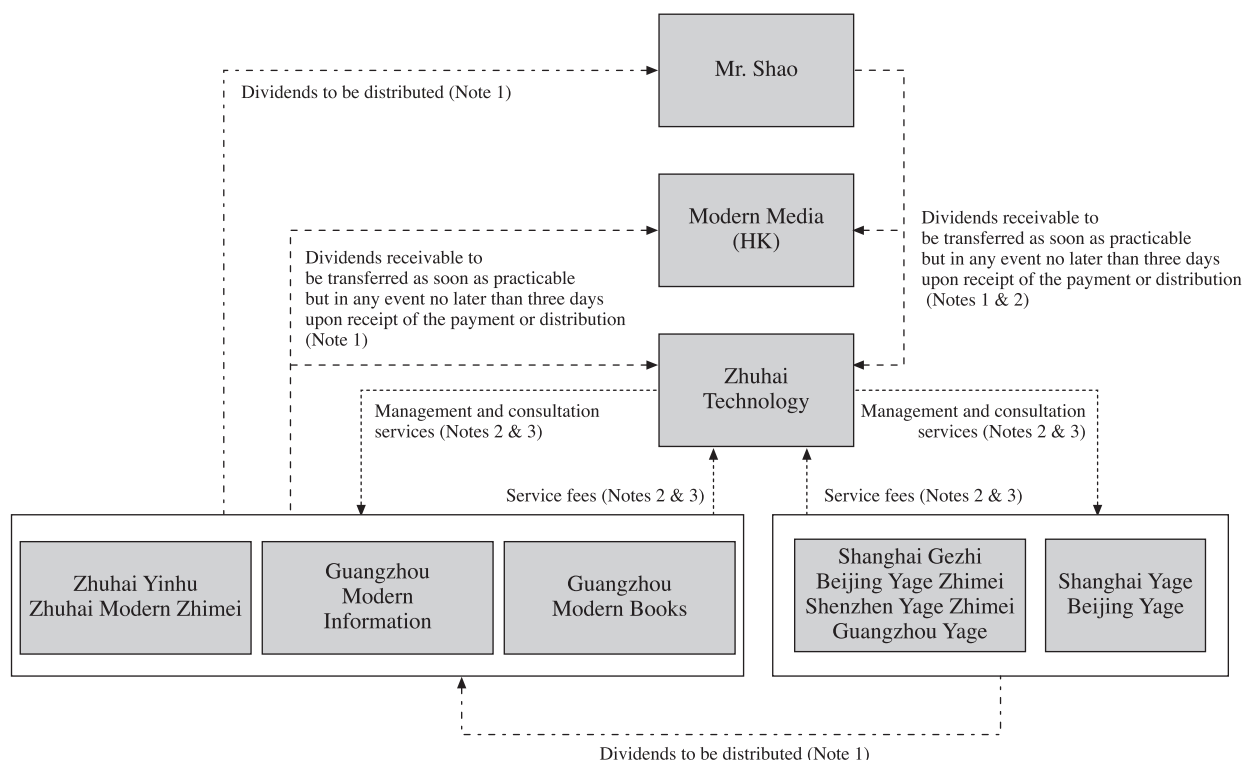 Mr. Shao
Dividends to be distributed (Note 1)
Modern Media
(HK)
Dividends receivable to
be transferred as soon as practicable
but in any event no later than three days
upon receipt of the payment or distribution
(Notes 1 & 2)
Dividends receivable to
be transferred as soon as practicable
but in any event no later than three days
upon receipt of the payment or distribution
(Note 1)
Zhuhai
Technology
Management and consultation
services (Notes 2 & 3)
Management and consultation
services (Notes 2 & 3)
Service fees (Notes 2 & 3)
Service fees (Notes 2 & 3)
Zhuhai Yinhu
Zhuhai Modern Zhimei
Guangzhou
Modern
Information
Guangzhou
Modern Books
Shanghai Gezhi
Beijing Yage Zhimei
Shenzhen Yage Zhimei
Guangzhou Yage
Shanghai Yage
Beijing Yage
Dividends to be distributed (Note 1)